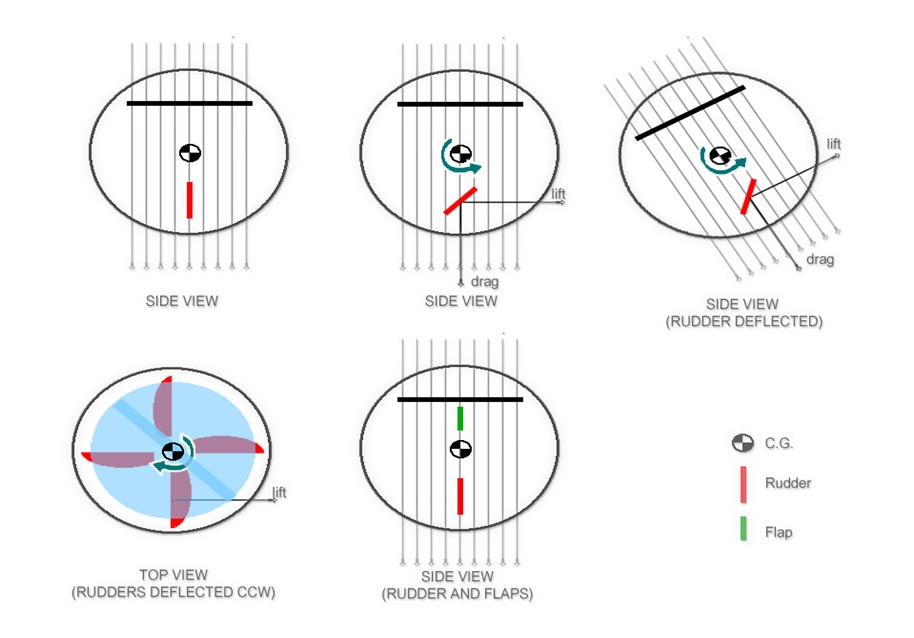 lift
drag
SIDE VIEW
SIDE VIEW
lift
drag
SIDE VIEW
(RUDDER DEFLECTED)
lift
TOP VIEW
(RUDDERS DEFLECTED CCW)
SIDE VIEW
(RUDDER AND FLAPS)
C.G.
Rudder
Flap